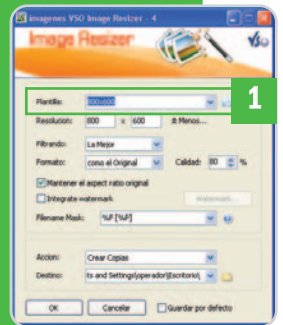 imagenes VSO Image Resizer - 4
Image Resizer
VSO
Plantilla: 800x600
1
Resolucion: 800 x 600 ± Menos...
Filtrando: La Mejor
Formato: como el Original Calidad: 80 %
Mantener el aspect ratio original
Integrate watermark Watermark...
Filename Mask: %F [%P]
Accion: Crear Copias
Destino: ts and Settings\operador\Escritorio\
OK Cancelar Guardar por defecto